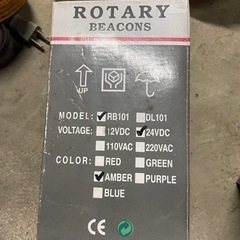 ROTARY
BEACONS
UP
MODEL: RB101 DL101
VOLTAGE: 12VDC 24VDC
110VAC 220VAC
COLOR: RED GREEN
AMBER PURPLE
BLUE
CE